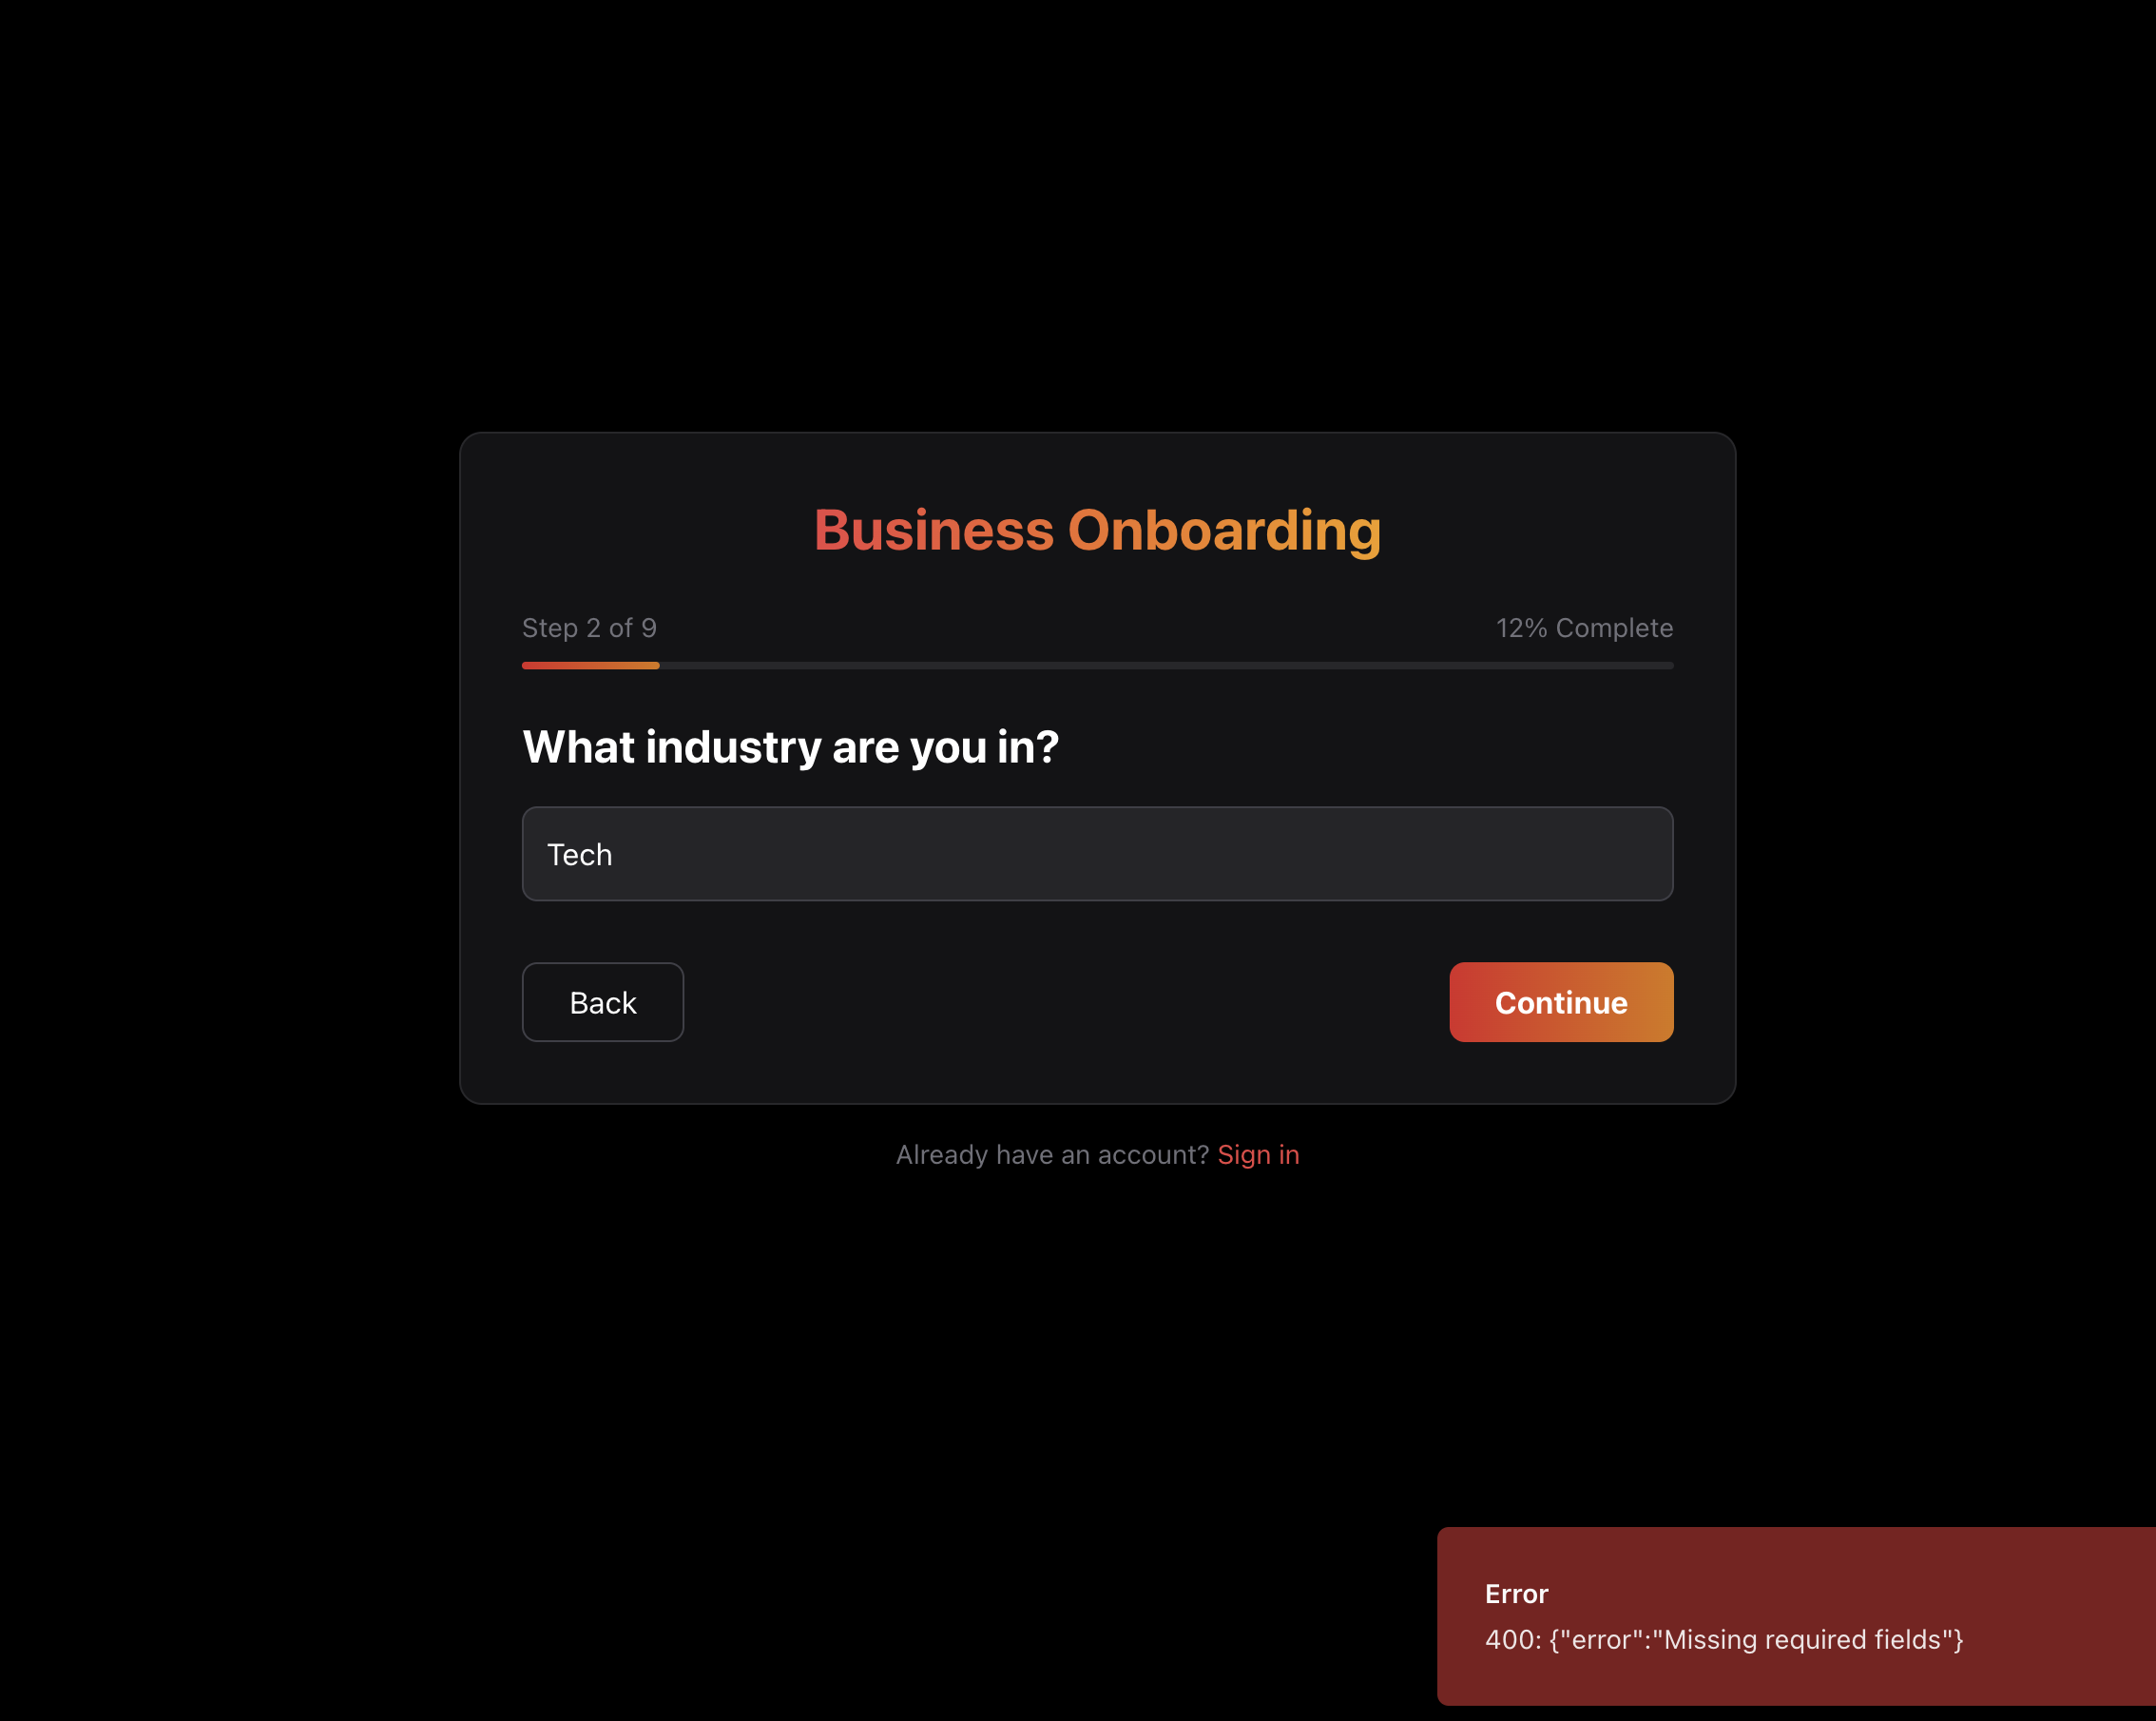 Business Onboarding
Step 2 of 9
12% Complete
What industry are you in?
Tech
Back
Continue
Already have an account? Sign in
Error
400: {"error":"Missing required fields"}